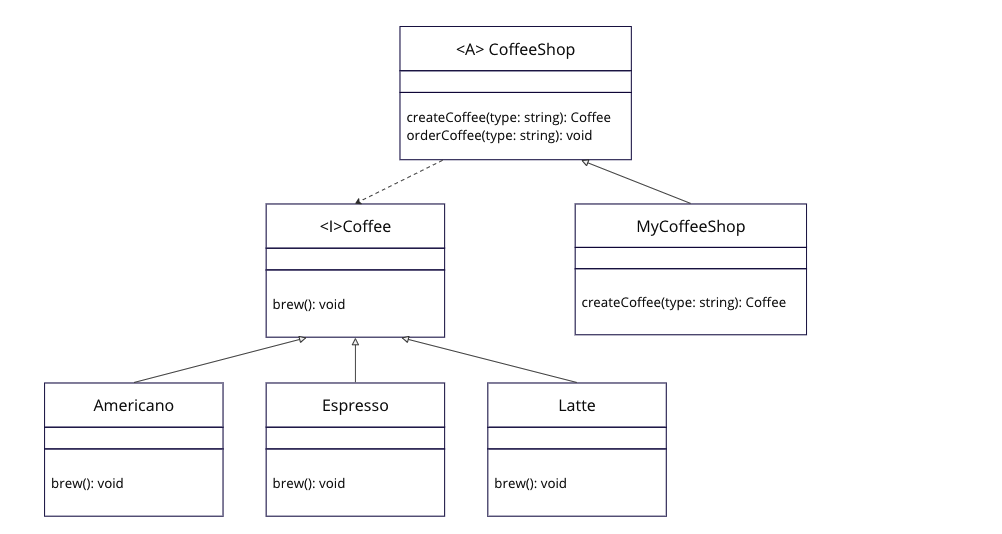 <A> CoffeeShop
createCoffee(type: string): Coffee
orderCoffee(type: string): void
<I>Coffee
brew(): void
MyCoffeeShop
createCoffee(type: string): Coffee
Americano
brew(): void
Espresso
brew(): void
Latte
brew(): void